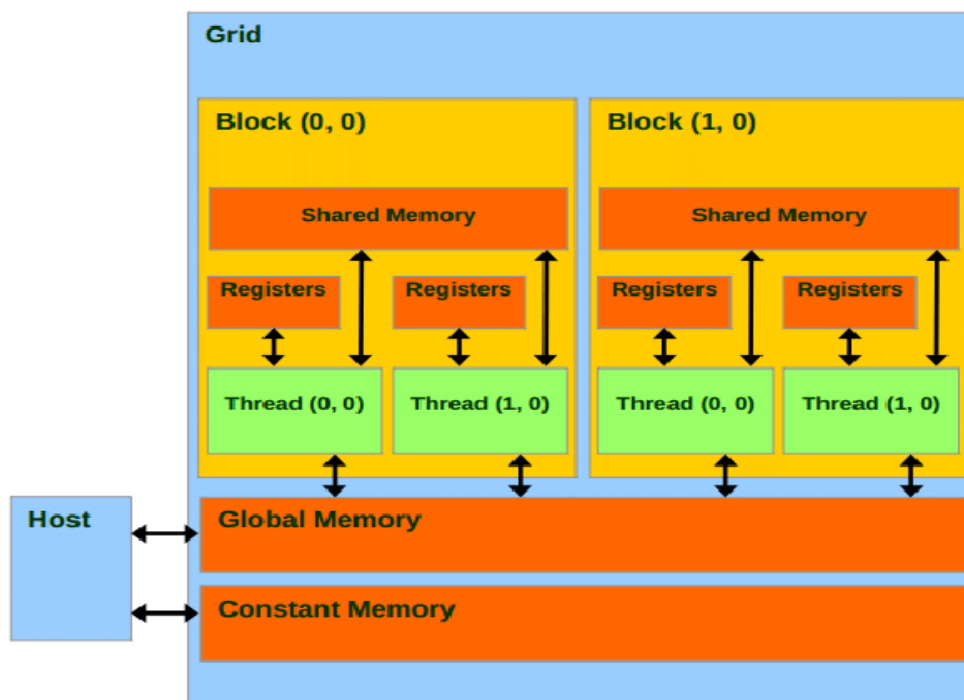 Grid
Block (0, 0)
Block (1, 0)
Shared Memory
Shared Memory
Registers
Registers
Registers
Registers
Thread (0, 0)
Thread (1, 0)
Thread (0, 0)
Thread (1, 0)
Host
Global Memory
Constant Memory